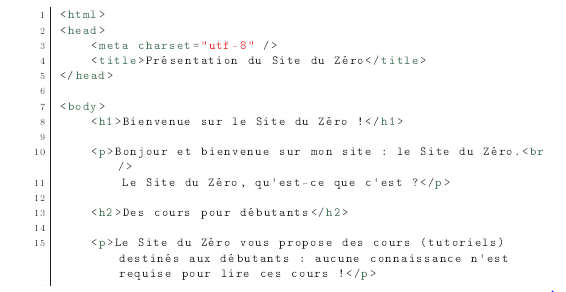 1 <html>
2 <head>
3 <meta charset="utf-8" />
4 <title>Présentation du Site du Zéro</title>
5 </head>
6
7 <body>
8 <h1>Bienvenue sur le Site du Zéro !</h1>
9
10 <p>Bonjour et bienvenue sur mon site : le Site du Zéro.<br
/>
11 Le Site du Zéro, qu'est-ce que c'est ?</p>
12
13 <h2>Des cours pour débutants</h2>
14
15 <p>Le Site du Zéro vous propose des cours (tutoriels)
destinés aux débutants : aucune connaissance n'est
requise pour lire ces cours !</p>